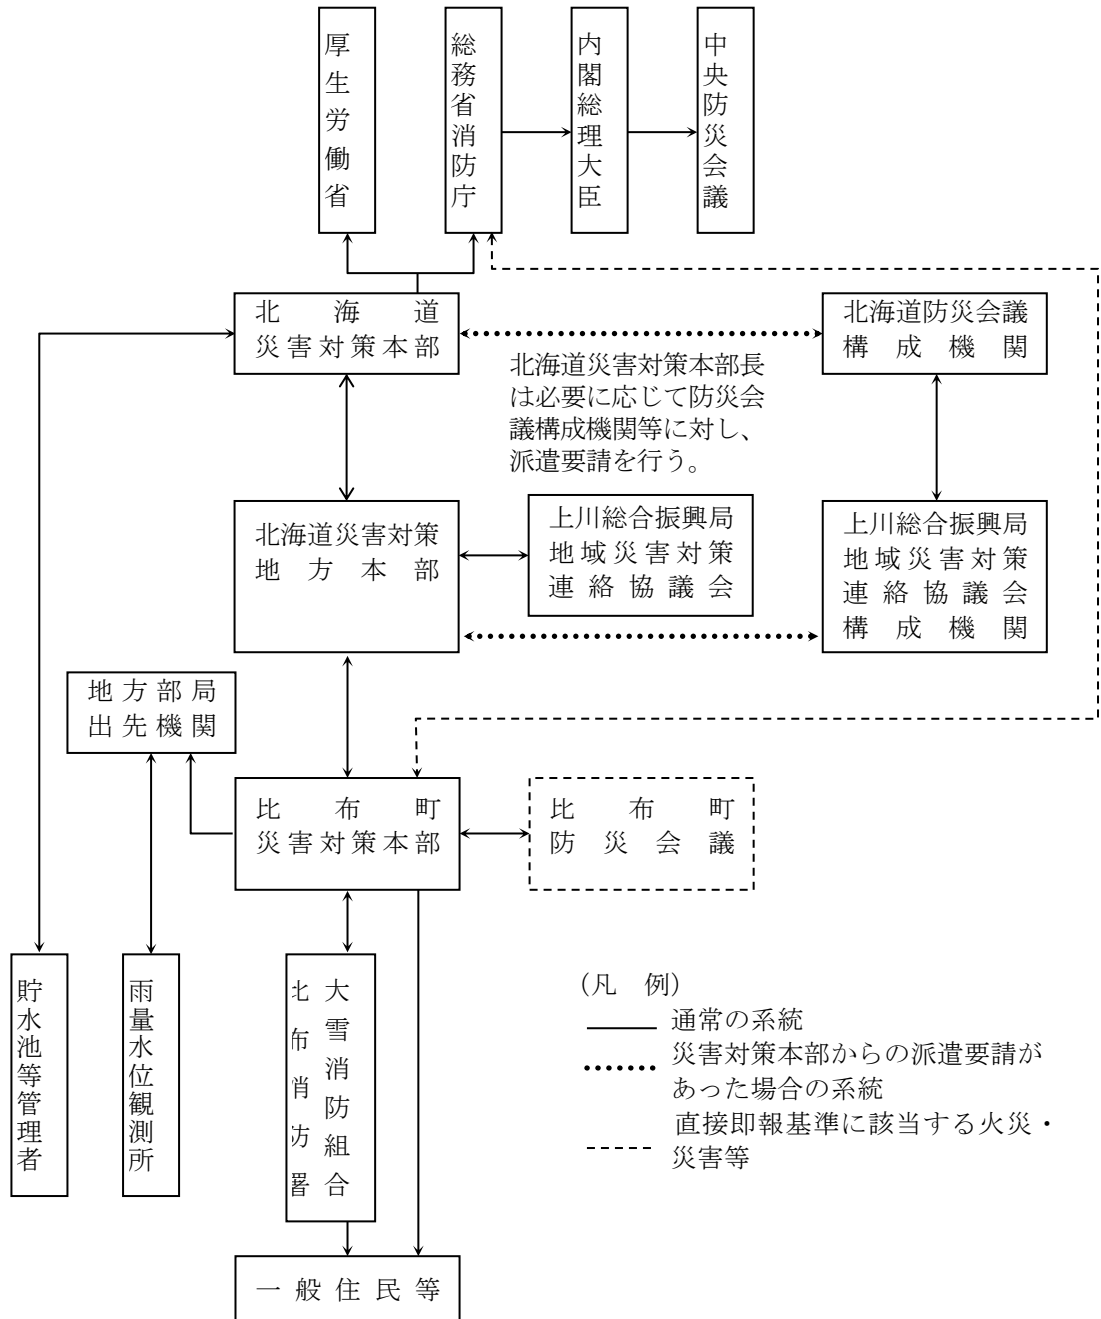 厚生労働省
総務省消防庁
内閣総理大臣
中央防災会議
北海道
災害対策本部
北海道防災会議
構成機関
北海道災害対策本部長
は必要に応じて防災会
議構成機関等に対し、
派遣要請を行う。
北海道災害対策
地方本部
上川総合振興局
地域災害対策
連絡協議会
上川総合振興局
地域災害対策
連絡協議会
構成機関
地方部局
出先機関
比布町
災害対策本部
比布町
防災会議
貯水池等管理者
雨量水位観測所
大雪消防組合
比布消防署
(凡 例)
通常の系統
災害対策本部からの派遣要請が
あった場合の系統
直接即報基準に該当する火災・
災害等
一般住民等